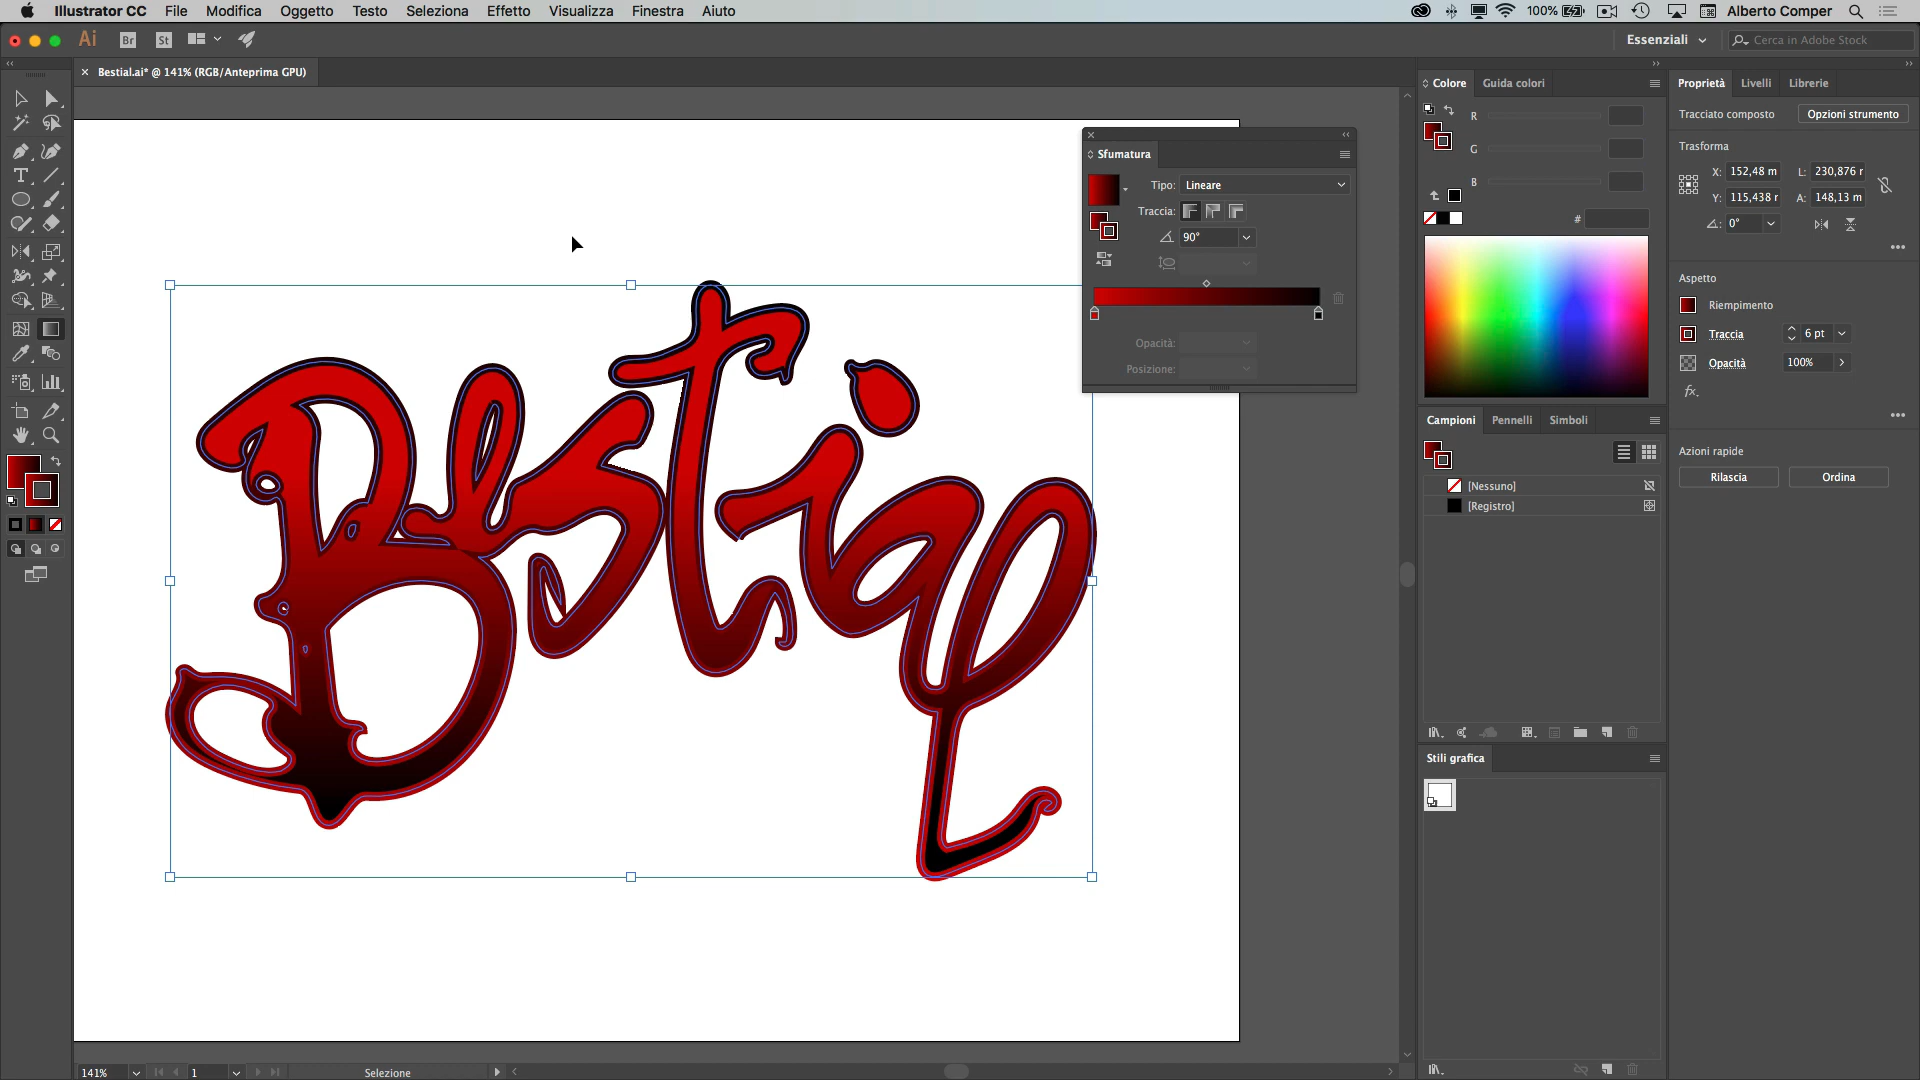 Illustrator CC File Modifica Oggetto Testo Seleziona Effetto Visualizza Finestra Aiuto 100% Alberto Comper
Ai Br St Essenziali Cerca in Adobe Stock
Bestial.ai* @ 141% (RGB/Anteprima GPU)
Sfumatura
Tipo: Lineare
Traccia:
90°
Opacità:
Posizione:
Bestial
Colore Guida colori
R
G
B
#
Campioni Pennelli Simboli
[Nessuno]
[Registro]
Stili grafica
Proprietà Livelli Librerie
Tracciato composto Opzioni strumento
Trasforma
X: 152,48 m L: 230,876 r
Y: 115,438 r A: 148,13 m
0°
Aspetto
Riempimento
Traccia 6 pt
Opacità 100%
fx.
Azioni rapide
Rilascia Ordina
141% 1 Selezione